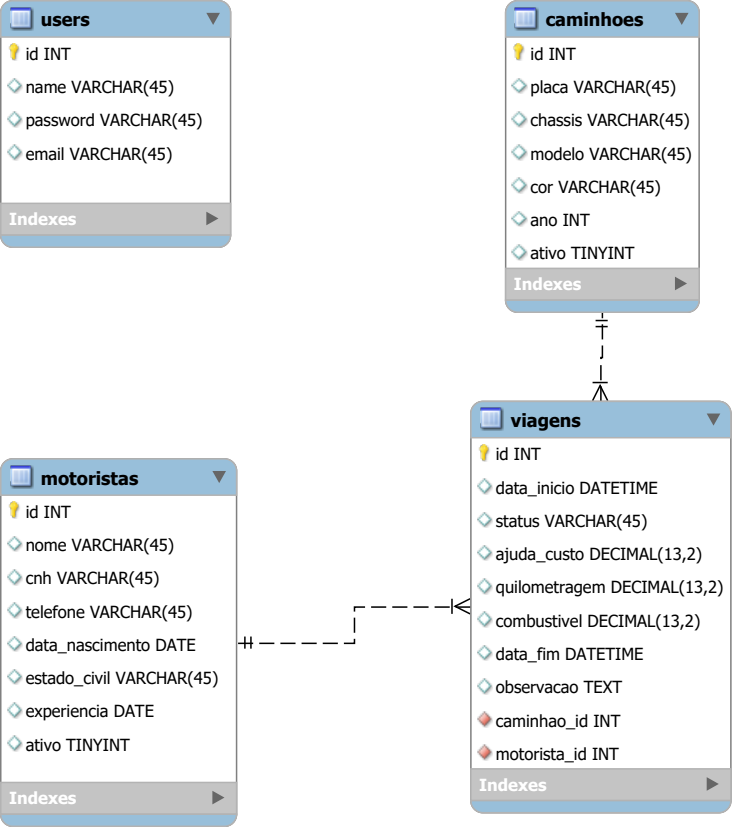 users
id INT
name VARCHAR(45)
password VARCHAR(45)
email VARCHAR(45)
Indexes
caminhoes
id INT
placa VARCHAR(45)
chassis VARCHAR(45)
modelo VARCHAR(45)
cor VARCHAR(45)
ano INT
ativo TINYINT
Indexes
motoristas
id INT
nome VARCHAR(45)
cnh VARCHAR(45)
telefone VARCHAR(45)
data_nascimento DATE
estado_civil VARCHAR(45)
experiencia DATE
ativo TINYINT
Indexes
viagens
id INT
data_inicio DATETIME
status VARCHAR(45)
ajuda_custo DECIMAL(13,2)
quilometragem DECIMAL(13,2)
combustivel DECIMAL(13,2)
data_fim DATETIME
observacao TEXT
caminhao_id INT
motorista_id INT
Indexes